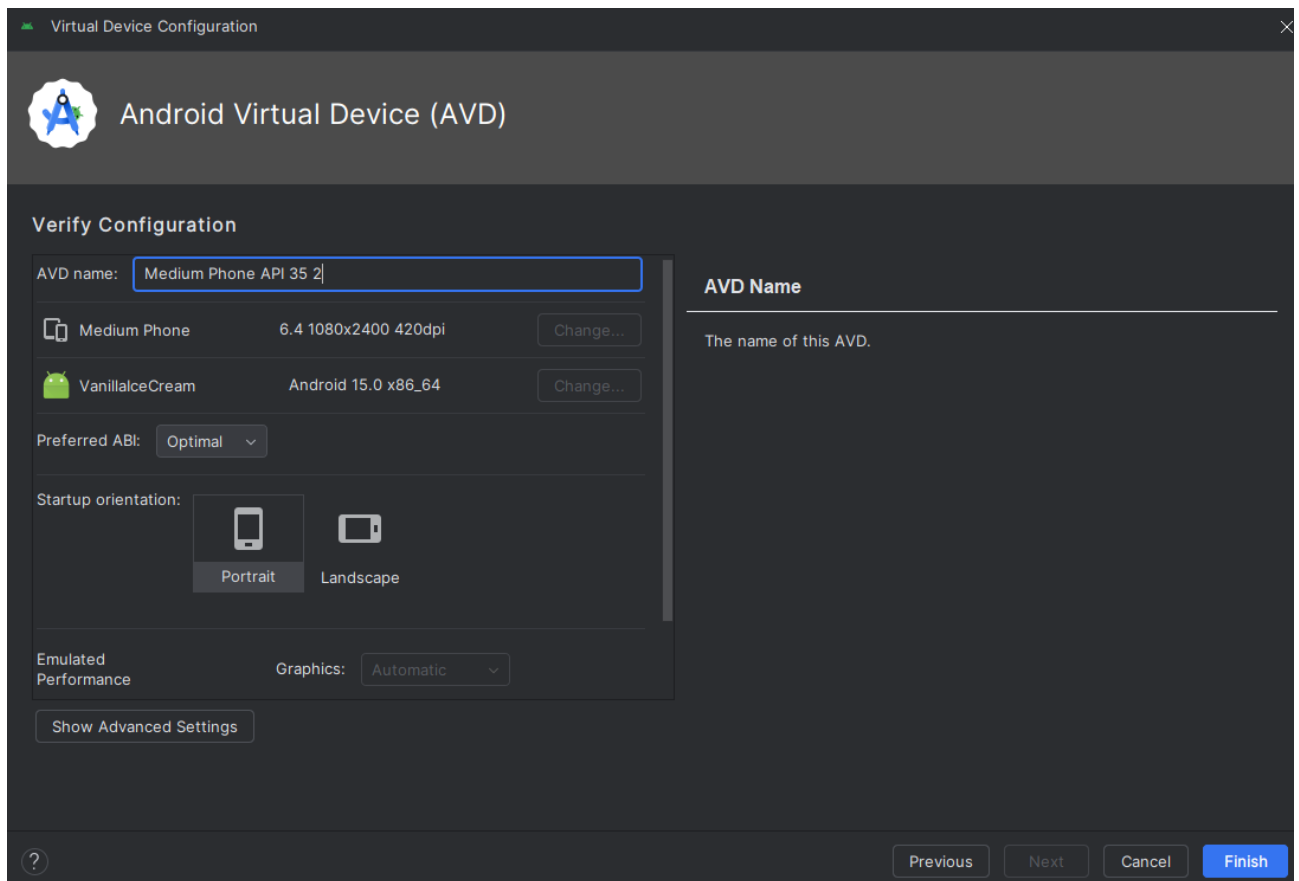 Virtual Device Configuration
Android Virtual Device (AVD)
Verify Configuration
AVD name: Medium Phone API 35 2
Medium Phone 6.4 1080x2400 420dpi Change...
VanillaIceCream Android 15.0 x86_64 Change...
Preferred ABI: Optimal
Startup orientation:
Portrait Landscape
Emulated
Performance
Graphics: Automatic
Show Advanced Settings
AVD Name
The name of this AVD.
? Previous Next Cancel Finish